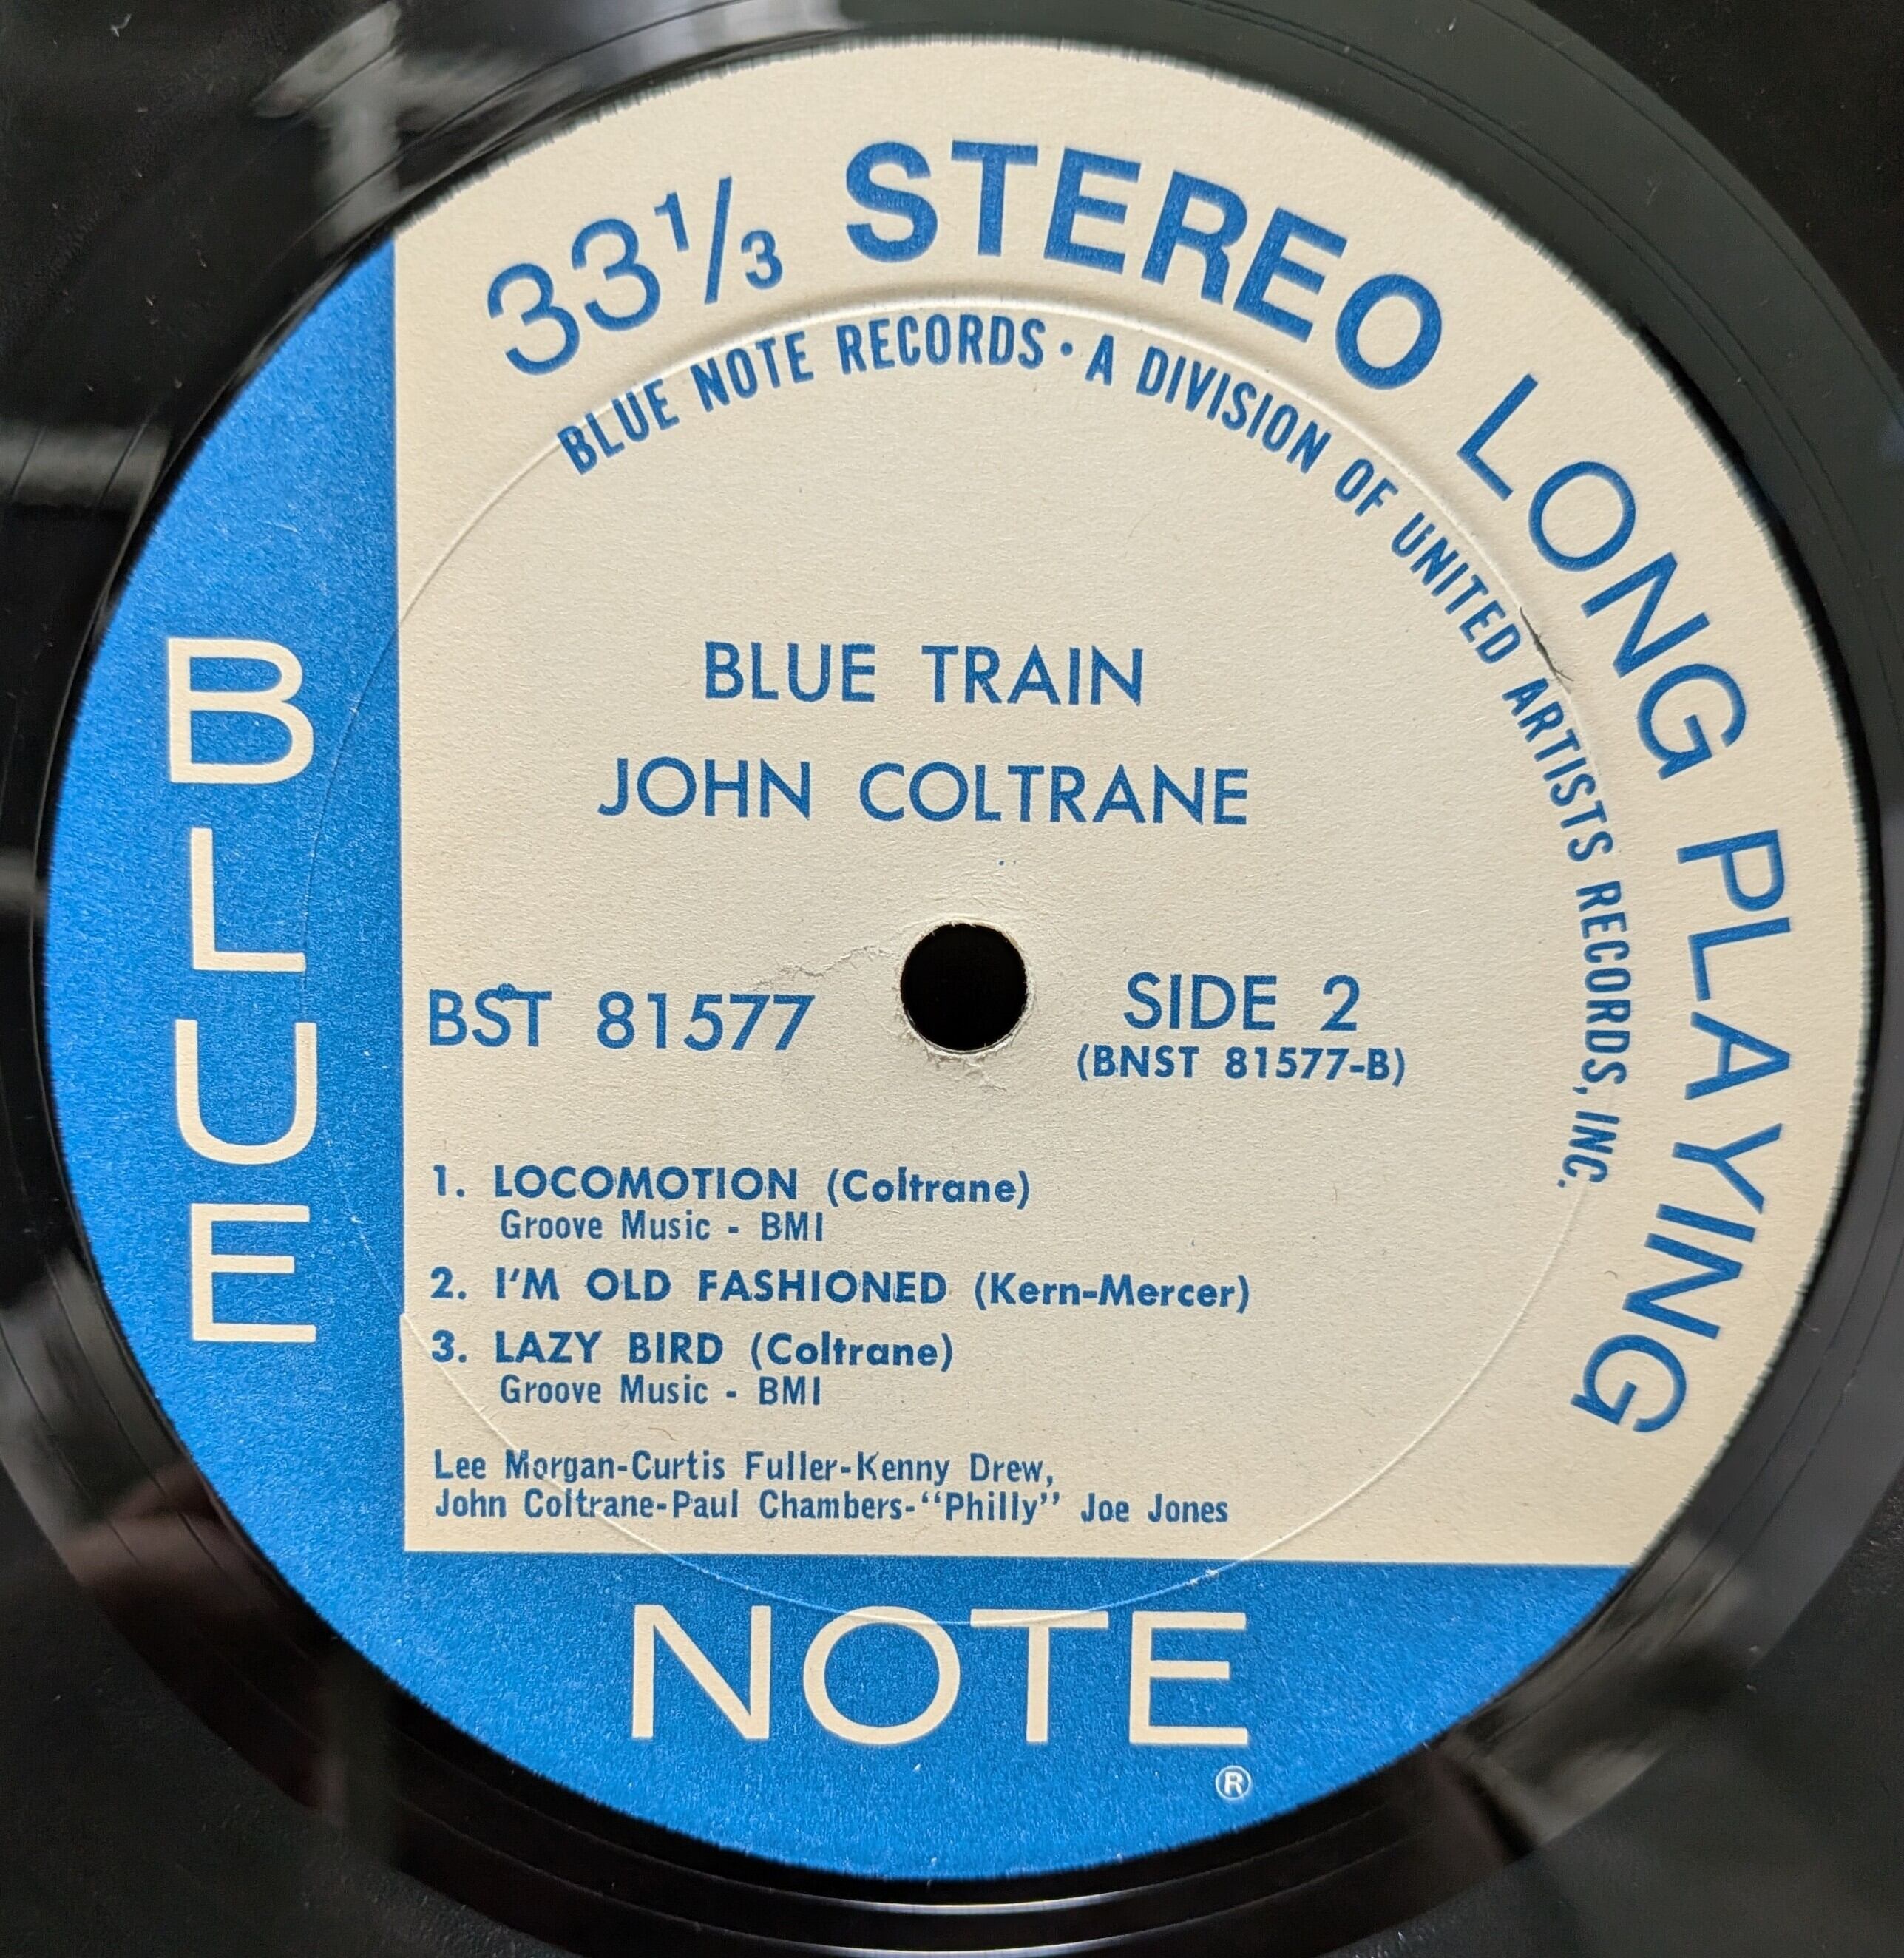 33⅓ STEREO LONG PLAYING
BLUE NOTE RECORDS · A DIVISION OF UNITED ARTISTS RECORDS, INC.
BLUE TRAIN
JOHN COLTRANE
BST 81577
SIDE 2
(BNST 81577-B)
1. LOCOMOTION (Coltrane)
Groove Music - BMI
2. I'M OLD FASHIONED (Kern-Mercer)
3. LAZY BIRD (Coltrane)
Groove Music - BMI
Lee Morgan-Curtis Fuller-Kenny Drew,
John Coltrane-Paul Chambers-“Philly” Joe Jones
BLUE
NOTE
®